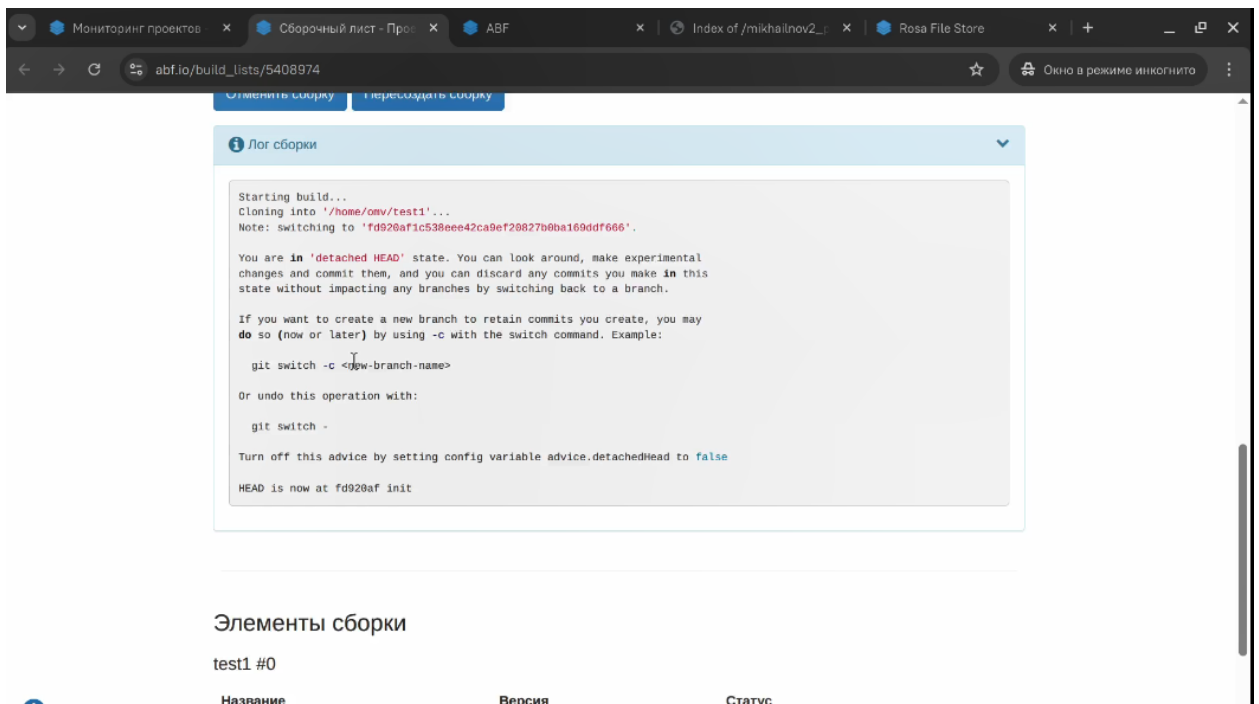 Мониторинг проектов
Сборочный лист - Прое
ABF
Index of /mikhailnov2_p
Rosa File Store
abf.io/build_lists/5408974
Окно в режиме инкогнито
Отменить сборку
Пересоздать сборку
Лог сборки
Starting build...
Cloning into '/home/omv/test1'...
Note: switching to 'fd920af1c538eee42ca9ef20827b0ba169ddf666'.
You are in 'detached HEAD' state. You can look around, make experimental
changes and commit them, and you can discard any commits you make in this
state without impacting any branches by switching back to a branch.
If you want to create a new branch to retain commits you create, you may
do so (now or later) by using -c with the switch command. Example:
git switch -c <new-branch-name>
Or undo this operation with:
git switch -
Turn off this advice by setting config variable advice.detachedHead to false
HEAD is now at fd920af init
Элементы сборки
test1 #0
Название
Версия
Статус